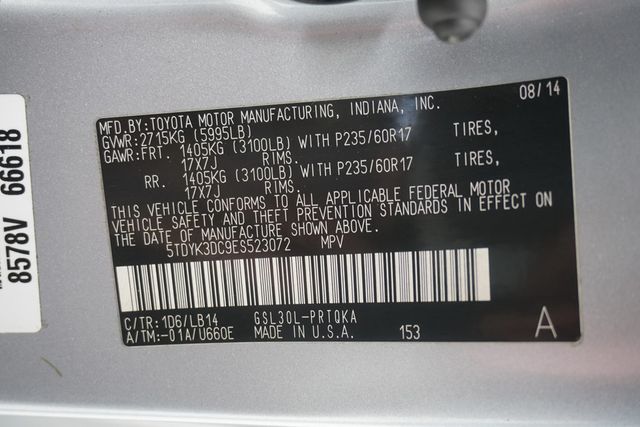 MFD.BY:TOYOTA MOTOR MANUFACTURING, INDIANA, INC. 08/14
GVWR:2715KG (5995LB)
GAWR:FRT. 1405KG (3100LB) WITH P235/60R17 TIRES,
17X7J RIMS.
RR. 1405KG (3100LB) WITH P235/60R17 TIRES,
17X7J RIMS.
THIS VEHICLE CONFORMS TO ALL APPLICABLE FEDERAL MOTOR
VEHICLE SAFETY AND THEFT PREVENTION STANDARDS IN EFFECT ON
THE DATE OF MANUFACTURE SHOWN ABOVE.
5TDYK3DC9ES523072 MPV
C/TR:1D6/LB14 GSL30L-PRTQKA
A/TM:-01A/U660E MADE IN U.S.A. 153
A
8578V 66618